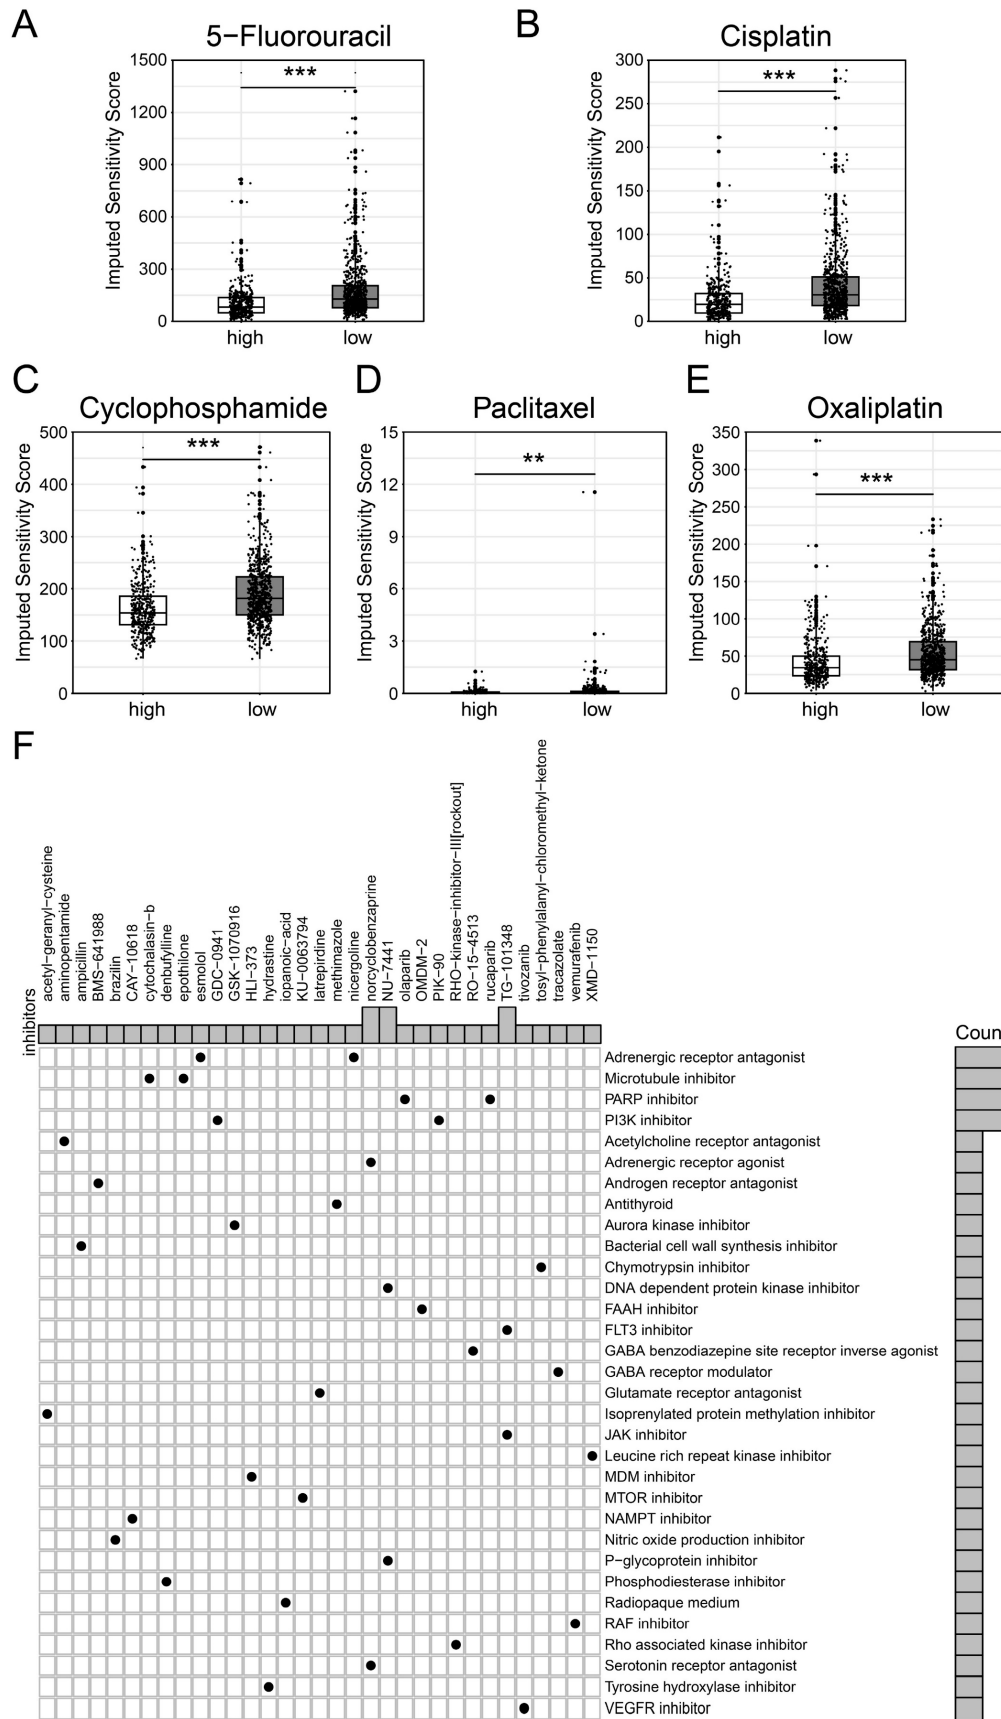 A
5−Fluorouracil
Imputed Sensitivity Score
1500
1200
900
600
300
0
***
high
low
B
Cisplatin
Imputed Sensitivity Score
300
250
200
150
100
50
0
***
high
low
C
Cyclophosphamide
Imputed Sensitivity Score
500
400
300
200
100
0
***
high
low
D
Paclitaxel
Imputed Sensitivity Score
15
12
9
6
3
0
**
high
low
E
Oxaliplatin
Imputed Sensitivity Score
350
300
250
200
150
100
50
0
***
high
low
F
inhibitors
acetyl−geranyl−cysteine
aminopentamide
ampicillin
BMS−641988
brazilin
CAY−10618
cytochalasin−b
denbufylline
epothilone
esmolol
GDC−0941
GSK−1070916
HLI−373
hydrastine
iopanoic−acid
KU−0063794
latrepirdine
methimazole
nicergoline
norcyclobenzaprine
NU−7441
olaparib
OMDM−2
PIK−90
RHO−kinase−inhibitor−III[rockout]
RO−15−4513
rucaparib
TG−101348
tivozanib
tosyl−phenylalanyl−chloromethyl−ketone
tracazolate
vemurafenib
XMD−1150
Coun
Adrenergic receptor antagonist
Microtubule inhibitor
PARP inhibitor
PI3K inhibitor
Acetylcholine receptor antagonist
Adrenergic receptor agonist
Androgen receptor antagonist
Antithyroid
Aurora kinase inhibitor
Bacterial cell wall synthesis inhibitor
Chymotrypsin inhibitor
DNA dependent protein kinase inhibitor
FAAH inhibitor
FLT3 inhibitor
GABA benzodiazepine site receptor inverse agonist
GABA receptor modulator
Glutamate receptor antagonist
Isoprenylated protein methylation inhibitor
JAK inhibitor
Leucine rich repeat kinase inhibitor
MDM inhibitor
MTOR inhibitor
NAMPT inhibitor
Nitric oxide production inhibitor
P−glycoprotein inhibitor
Phosphodiesterase inhibitor
Radiopaque medium
RAF inhibitor
Rho associated kinase inhibitor
Serotonin receptor antagonist
Tyrosine hydroxylase inhibitor
VEGFR inhibitor